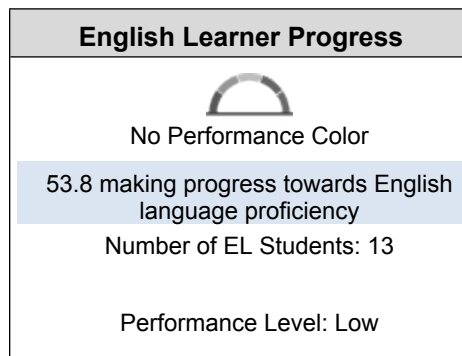 English Learner Progress
No Performance Color
53.8 making progress towards English
language proficiency
Number of EL Students: 13
Performance Level: Low